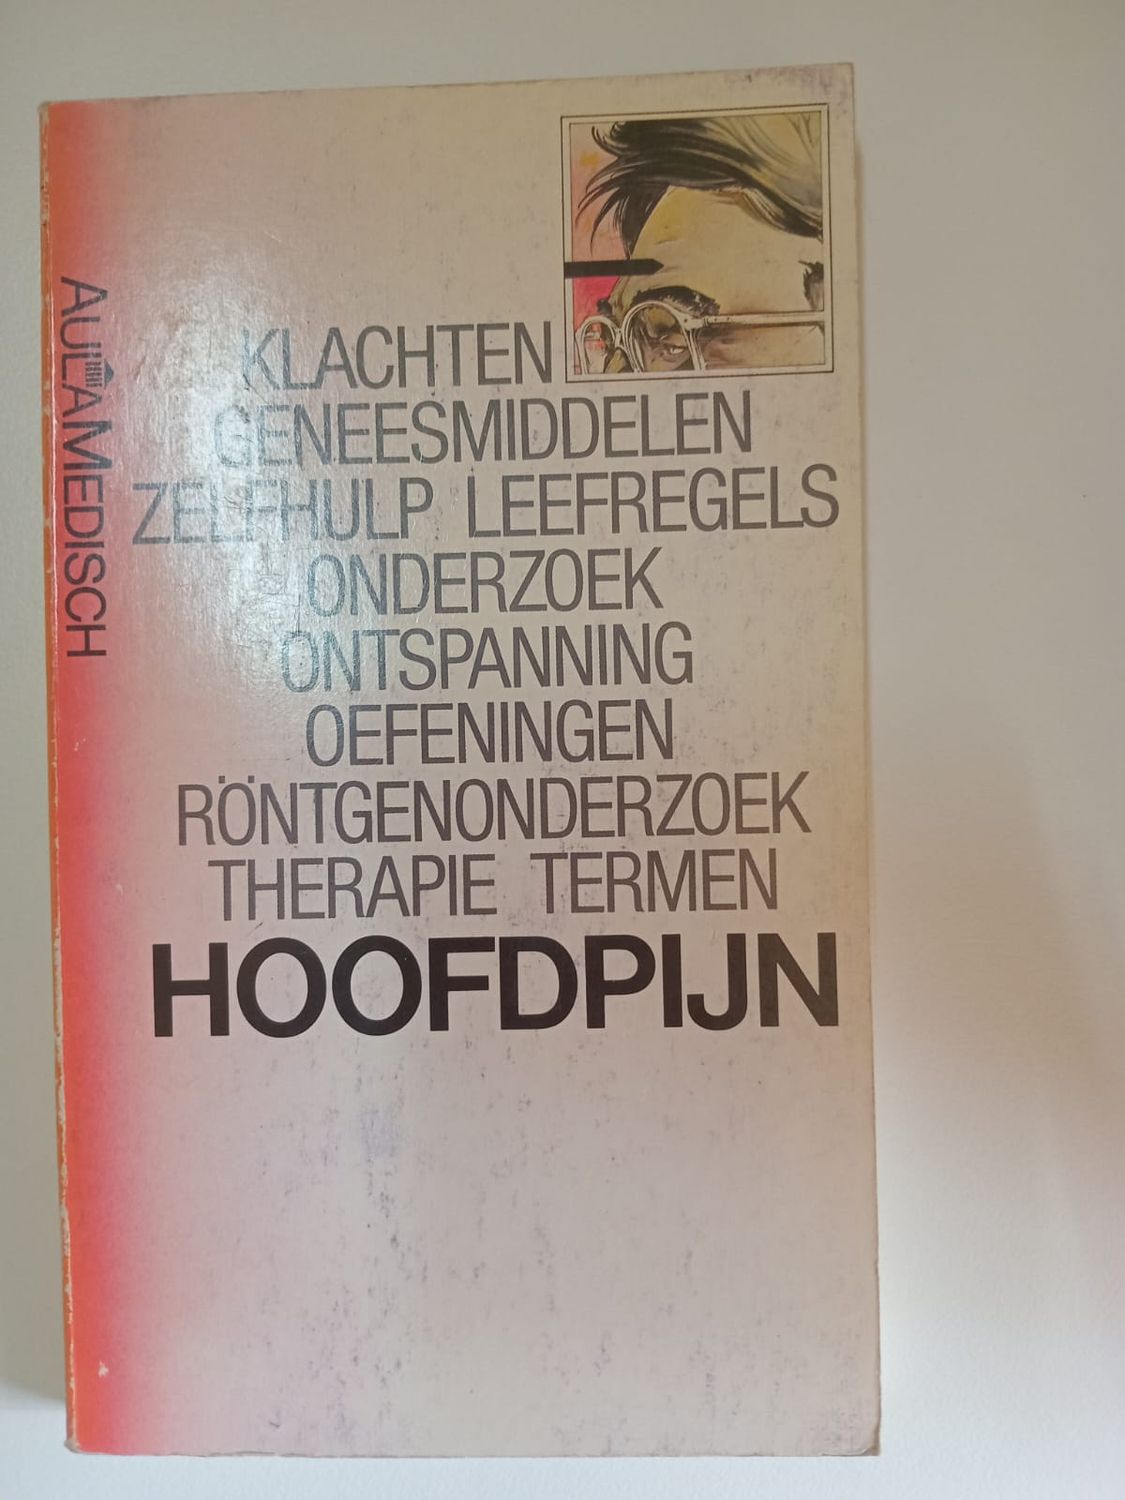 AULA MEDISCH
KLACHTEN
GENEESMIDDELEN
ZELFHULP LEEFREGELS
ONDERZOEK
ONTSPANNING
OEFENINGEN
RÖNTGENONDERZOEK
THERAPIE TERMEN
HOOFDPIJN